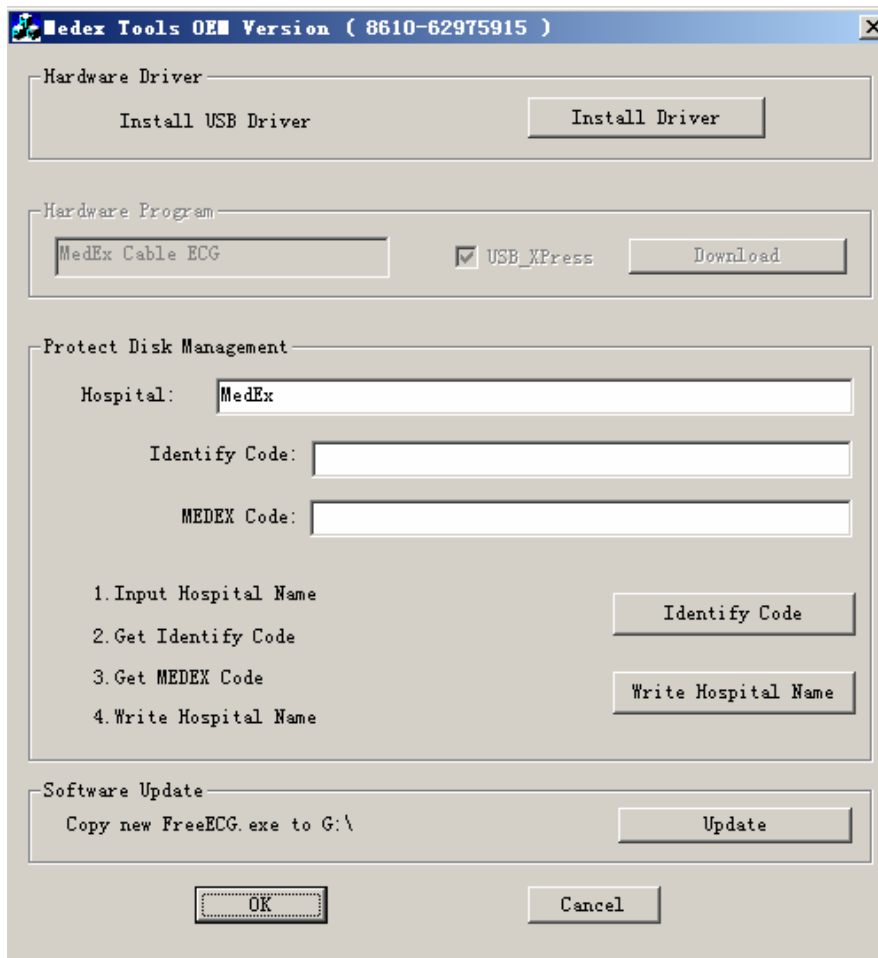 Medex Tools OEM Version ( 8610-62975915 )
Hardware Driver
Install USB Driver
Install Driver
Hardware Program
MedEx Cable ECG
USB_XPress
Download
Protect Disk Management
Hospital:
MedEx
Identify Code:
MEDEX Code:
1.Input Hospital Name
Identify Code
2.Get Identify Code
3.Get MEDEX Code
Write Hospital Name
4.Write Hospital Name
Software Update
Copy new FreeECG.exe to G:\
Update
OK
Cancel